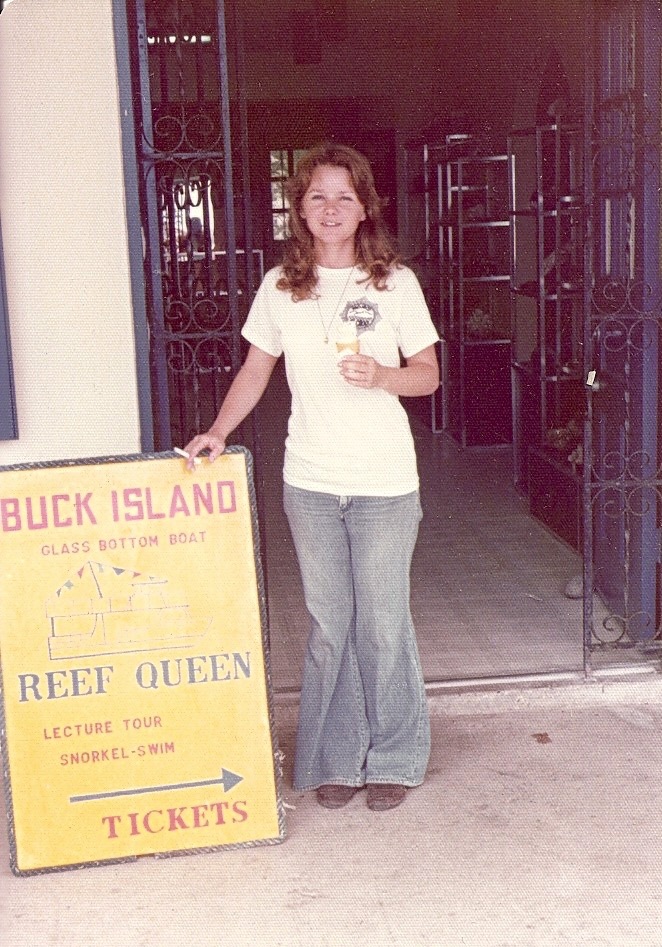 BUCK ISLAND
GLASS BOTTOM BOAT
REEF QUEEN
LECTURE TOUR
SNORKEL-SWIM
TICKETS